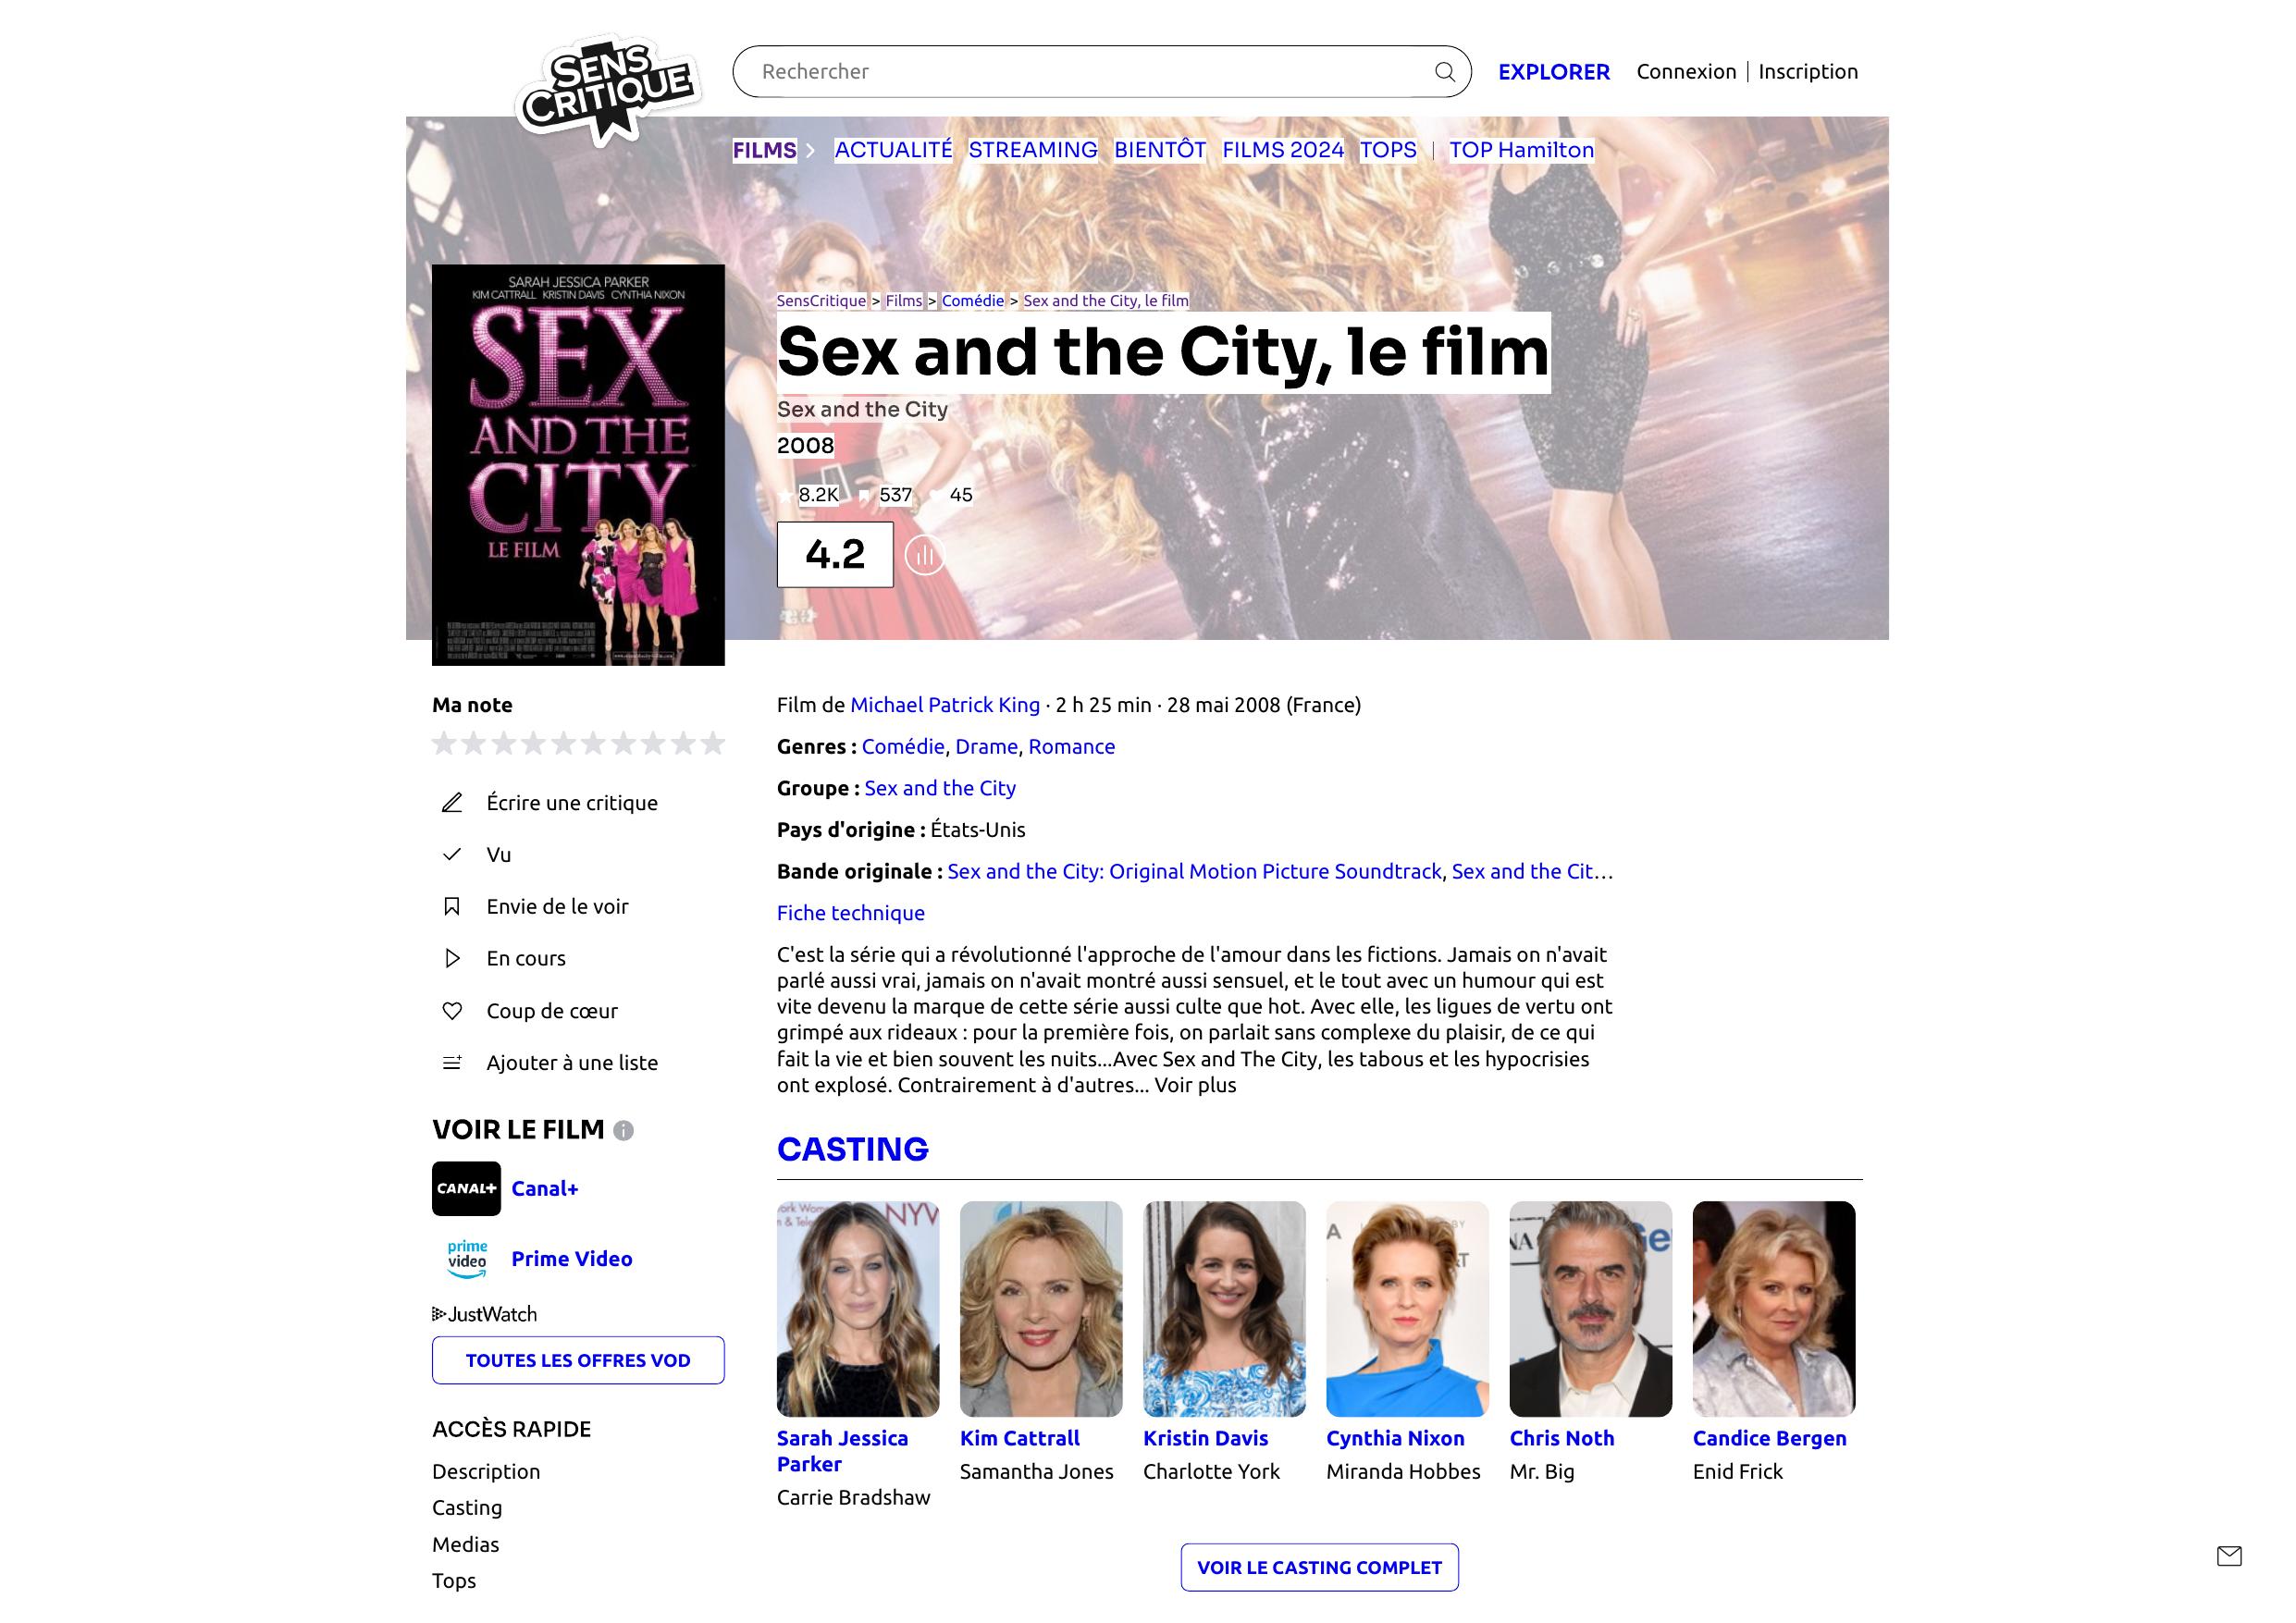 SENS
CRITIQUE
Rechercher
EXPLORER
Connexion | Inscription
FILMS
ACTUALITÉ
STREAMING
BIENTÔT
FILMS 2024
TOPS
|
TOP Hamilton
SARAH JESSICA PARKER
KIM CATTRALL KRISTIN DAVIS CYNTHIA NIXON
SEX
AND THE
CITY
LE FILM
SensCritique > Films > Comédie > Sex and the City, le film
Sex and the City, le film
Sex and the City
2008
8.2K
537
45
4.2
Ma note
Écrire une critique
Vu
Envie de le voir
En cours
Coup de cœur
Ajouter à une liste
VOIR LE FILM
CANAL+
Canal+
prime
video
Prime Video
JustWatch
TOUTES LES OFFRES VOD
ACCÈS RAPIDE
Description
Casting
Medias
Tops
Film de Michael Patrick King · 2 h 25 min · 28 mai 2008 (France)
Genres : Comédie, Drame, Romance
Groupe : Sex and the City
Pays d'origine : États-Unis
Bande originale : Sex and the City: Original Motion Picture Soundtrack, Sex and the Cit…
Fiche technique
C'est la série qui a révolutionné l'approche de l'amour dans les fictions. Jamais on n'avait
parlé aussi vrai, jamais on n'avait montré aussi sensuel, et le tout avec un humour qui est
vite devenu la marque de cette série aussi culte que hot. Avec elle, les ligues de vertu ont
grimpé aux rideaux : pour la première fois, on parlait sans complexe du plaisir, de ce qui
fait la vie et bien souvent les nuits...Avec Sex and The City, les tabous et les hypocrisies
ont explosé. Contrairement à d'autres... Voir plus
CASTING
Sarah Jessica
Parker
Carrie Bradshaw
Kim Cattrall
Samantha Jones
Kristin Davis
Charlotte York
Cynthia Nixon
Miranda Hobbes
Chris Noth
Mr. Big
Candice Bergen
Enid Frick
VOIR LE CASTING COMPLET